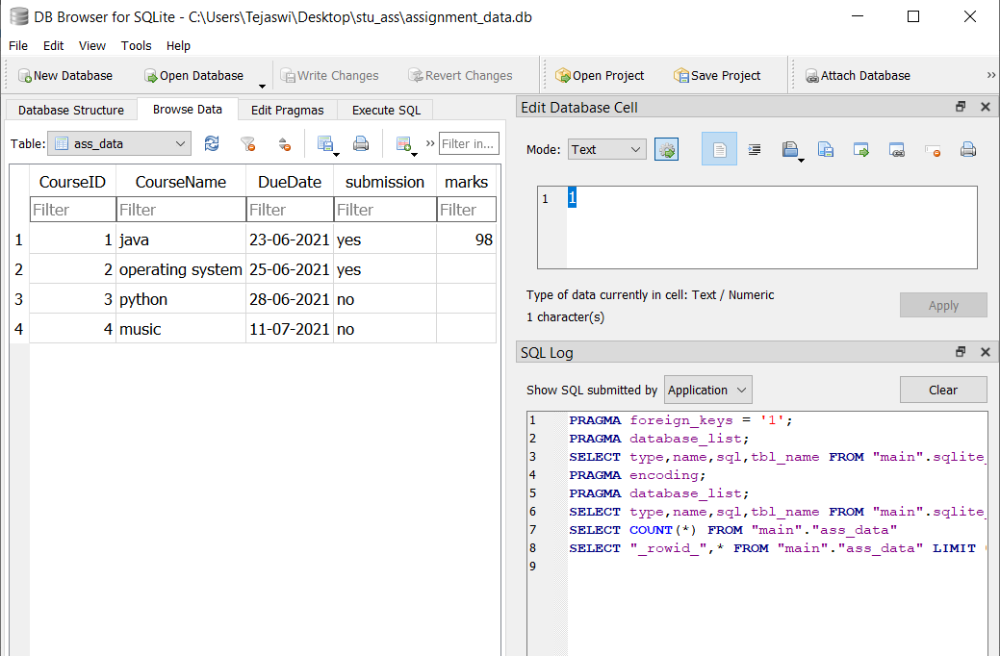 DB Browser for SQLite - C:\Users\Tejaswi\Desktop\stu_ass\assignment_data.db
File Edit View Tools Help
New Database Open Database Write Changes Revert Changes Open Project Save Project Attach Database »
Database Structure Browse Data Edit Pragmas Execute SQL
Table: ass_data » Filter in...
CourseID CourseName DueDate submission marks
Filter Filter Filter Filter Filter
1 1 java 23-06-2021 yes 98
2 2 operating system 25-06-2021 yes
3 3 python 28-06-2021 no
4 4 music 11-07-2021 no
Edit Database Cell
Mode: Text
1 1
Type of data currently in cell: Text / Numeric
1 character(s)
Apply
SQL Log
Show SQL submitted by Application Clear
1 PRAGMA foreign_keys = '1';
2 PRAGMA database_list;
3 SELECT type,name,sql,tbl_name FROM "main".sqlite_
4 PRAGMA encoding;
5 PRAGMA database_list;
6 SELECT type,name,sql,tbl_name FROM "main".sqlite_
7 SELECT COUNT(*) FROM "main"."ass_data"
8 SELECT "_rowid_",* FROM "main"."ass_data" LIMIT
9